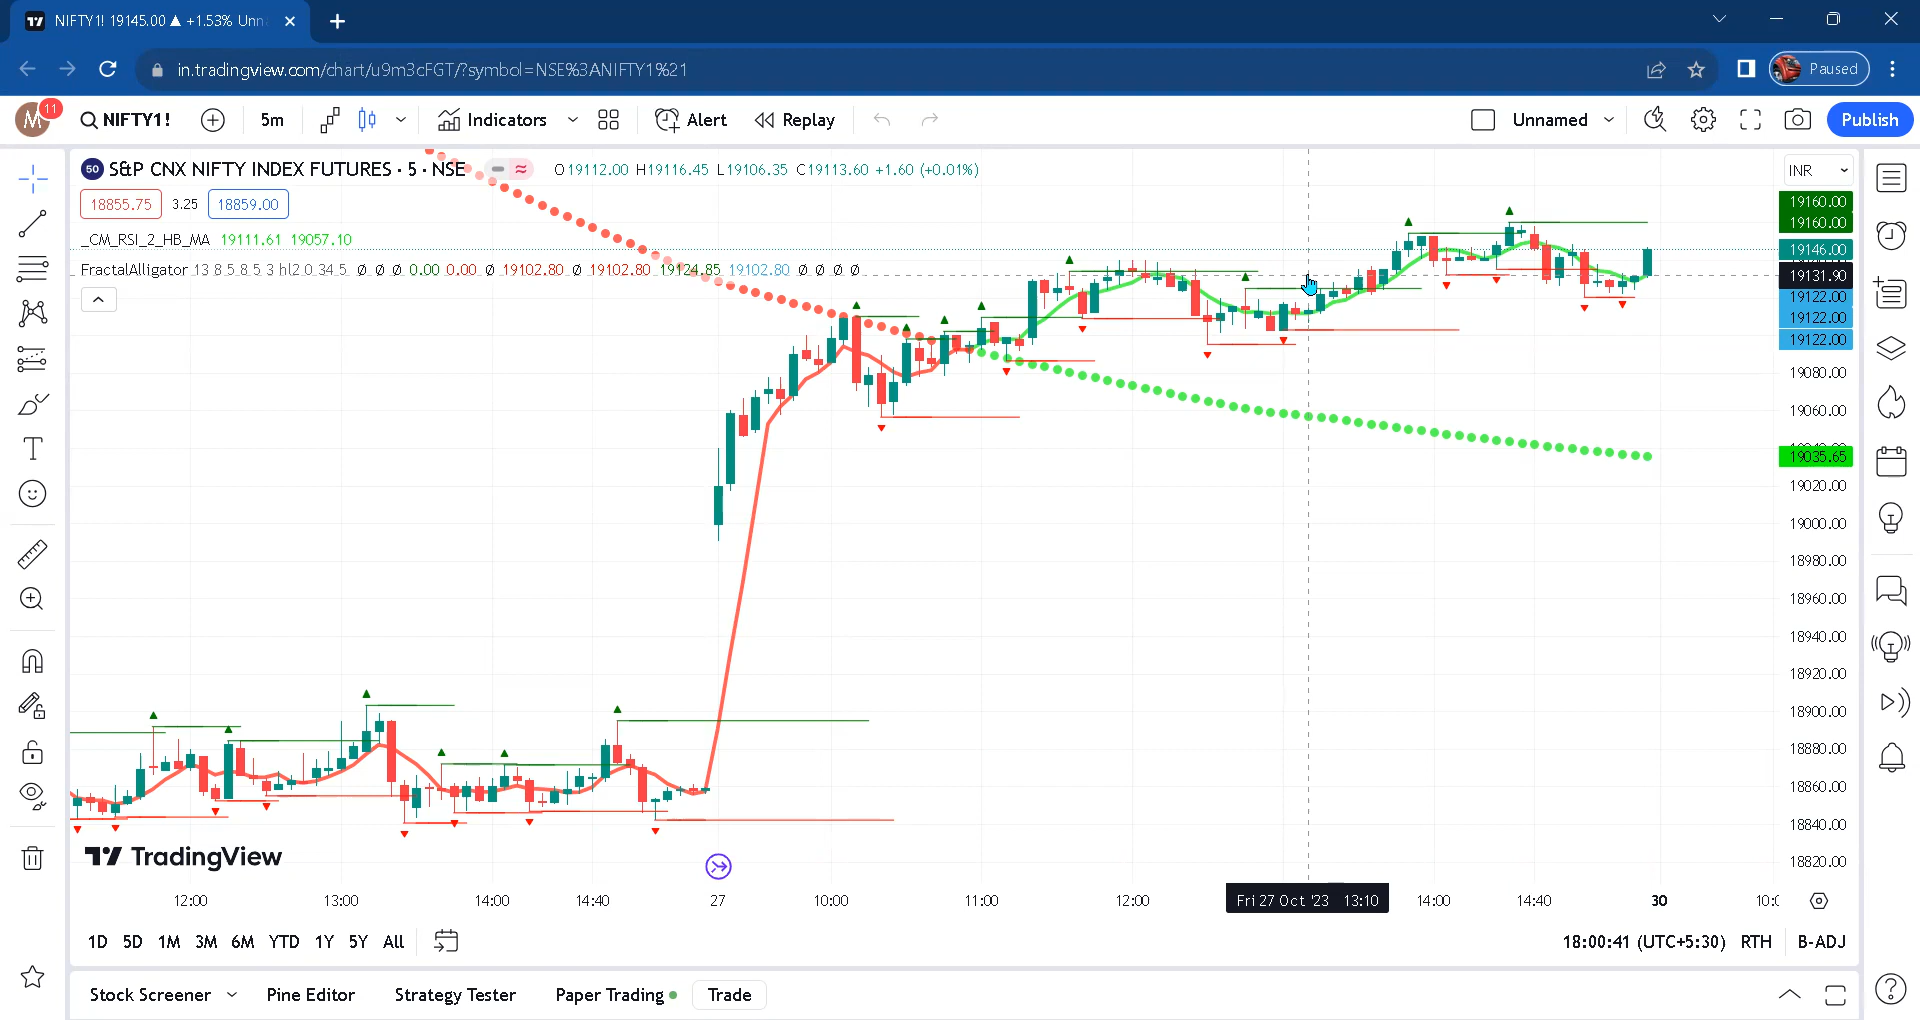 NIFTY1! 19145.00 ▲ +1.53% Unn
in.tradingview.com/chart/u9m3cFGT/?symbol=NSE%3ANIFTY1%21
Paused
M 11 NIFTY1! 5m Indicators Alert Replay Unnamed Publish
50 S&P CNX NIFTY INDEX FUTURES · 5 · NSE O19112.00 H19116.45 L19106.35 C19113.60 +1.60 (+0.01%)
INR
18855.75 3.25 18859.00
_CM_RSI_2_HB_MA 19111.61 19057.10
FractalAlligator 13 8 5 8 5 3 hl2 0.34 5 Ø Ø Ø 0.00 0.00 Ø 19102.80 Ø 19102.80 19124.85 19102.80 Ø Ø Ø Ø
19160.00
19160.00
19146.00
19131.90
19122.00
19122.00
19122.00
19080.00
19060.00
19035.65
19020.00
19000.00
18980.00
18960.00
18940.00
18920.00
18900.00
18880.00
18860.00
18840.00
18820.00
TradingView
12:00 13:00 14:00 14:40 27 10:00 11:00 12:00 Fri 27 Oct '23 13:10 14:00 14:40 30
1D 5D 1M 3M 6M YTD 1Y 5Y All 18:00:41 (UTC+5:30) RTH B-ADJ
Stock Screener Pine Editor Strategy Tester Paper Trading Trade